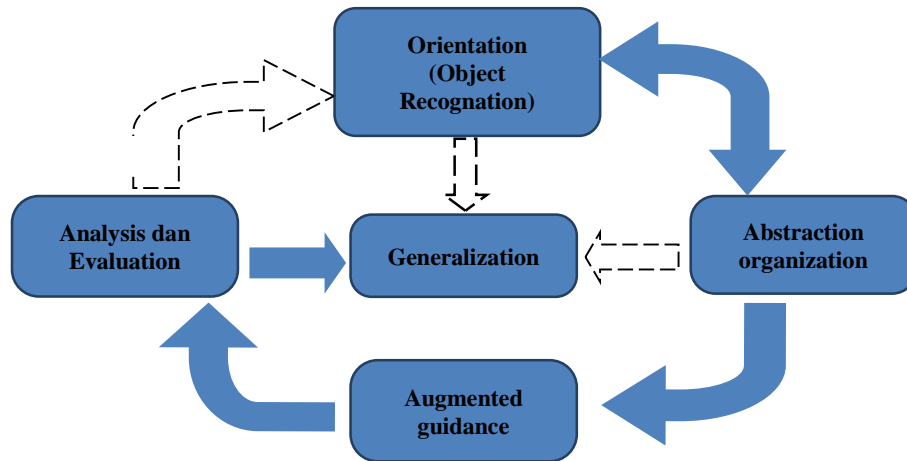 Orientation
(Object
Recognation)
Analysis dan
Evaluation
Generalization
Abstraction
organization
Augmented
guidance